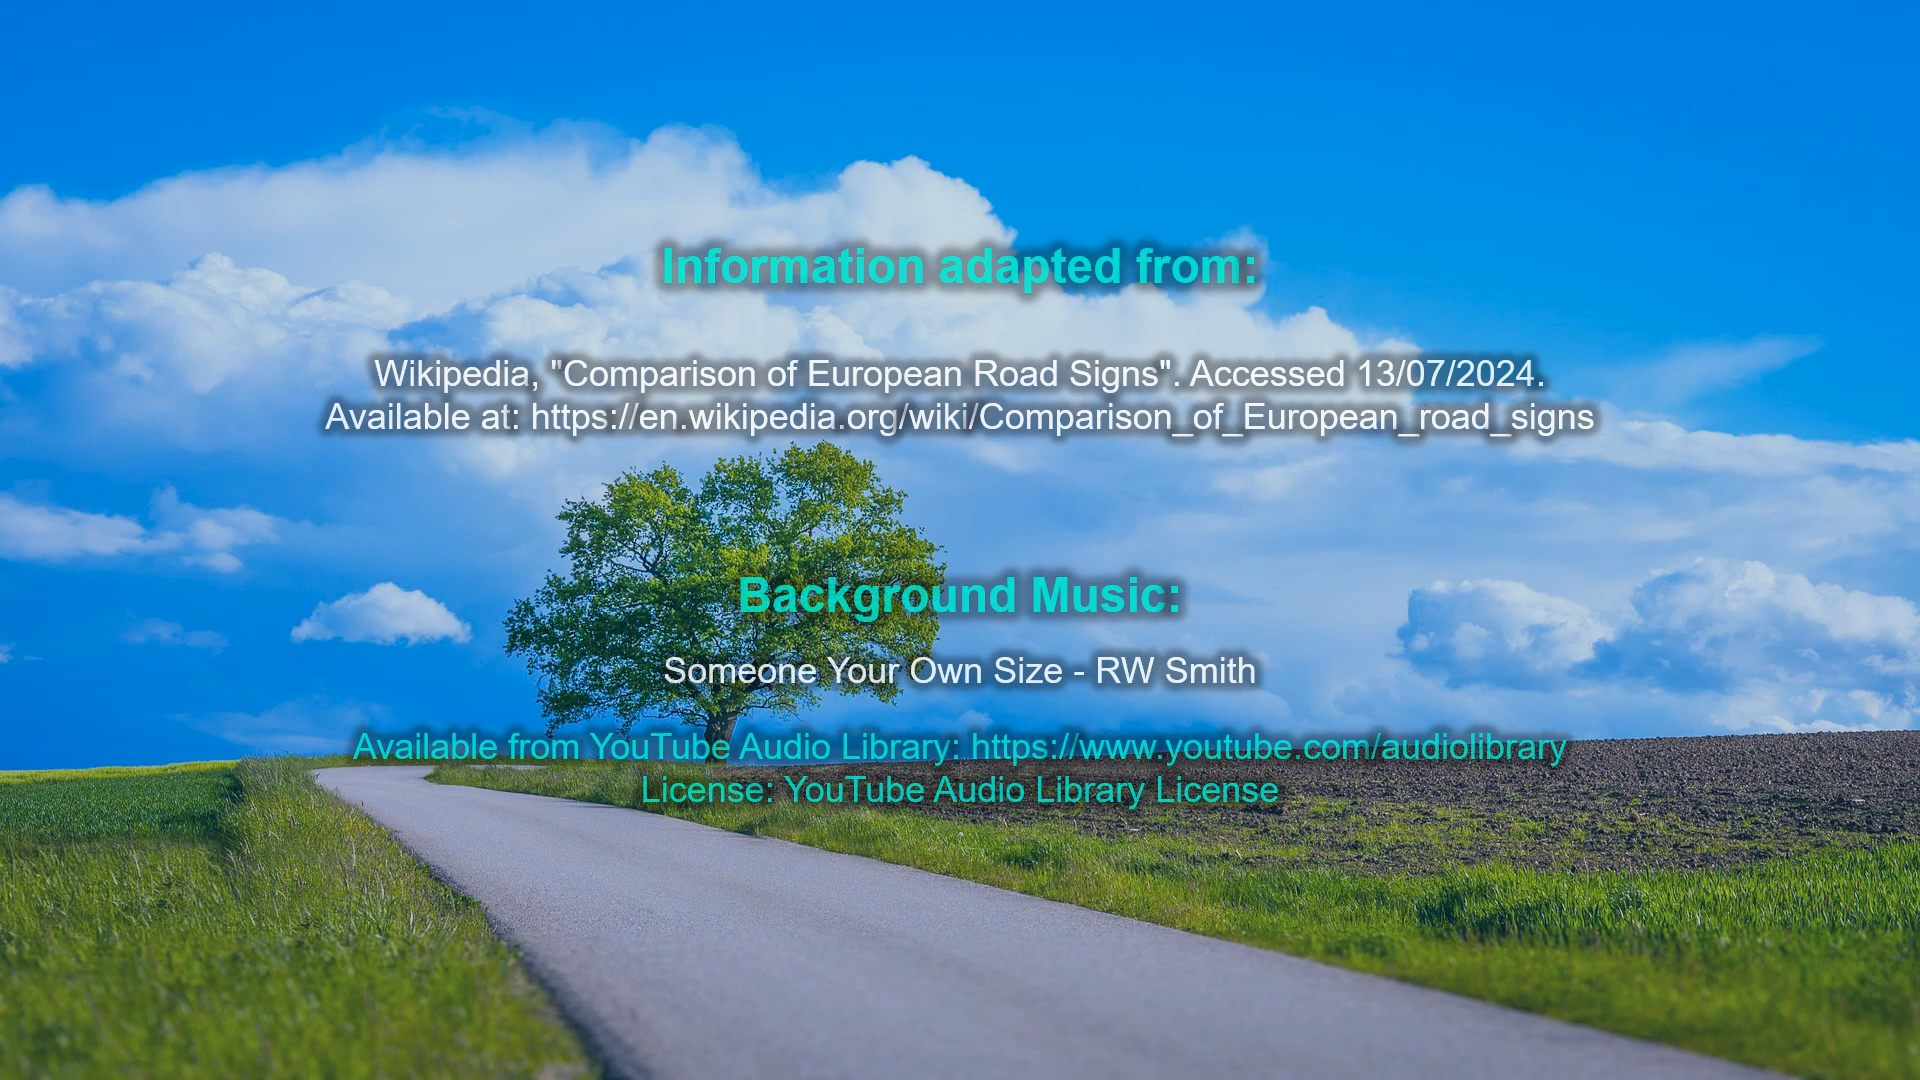 Information adapted from:
Wikipedia, "Comparison of European Road Signs". Accessed 13/07/2024.
Available at: https://en.wikipedia.org/wiki/Comparison_of_European_road_signs
Background Music:
Someone Your Own Size - RW Smith
Available from YouTube Audio Library: https://www.youtube.com/audiolibrary
License: YouTube Audio Library License